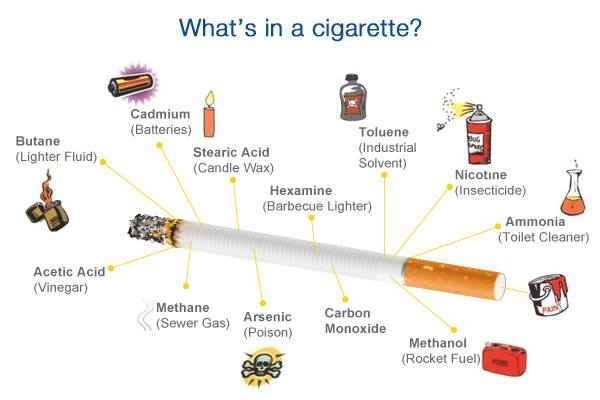 What's in a cigarette?
Cadmium
(Batteries)
Butane
(Lighter Fluid)
Stearic Acid
(Candle Wax)
Toluene
(Industrial
Solvent)
Hexamine
(Barbecue Lighter)
BUG
Nicotine
(Insecticide)
Ammonia
(Toilet Cleaner)
Acetic Acid
(Vinegar)
Methane
(Sewer Gas)
Arsenic
(Poison)
Carbon
Monoxide
PAINT
Methanol
(Rocket Fuel)